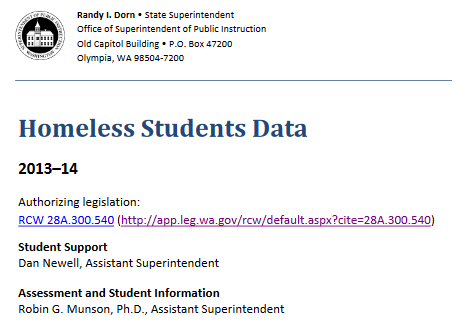 Randy I. Dorn • State Superintendent
Office of Superintendent of Public Instruction
Old Capitol Building • P.O. Box 47200
Olympia, WA 98504-7200
Homeless Students Data
2013–14
Authorizing legislation:
RCW 28A.300.540 (http://app.leg.wa.gov/rcw/default.aspx?cite=28A.300.540)
Student Support
Dan Newell, Assistant Superintendent
Assessment and Student Information
Robin G. Munson, Ph.D., Assistant Superintendent